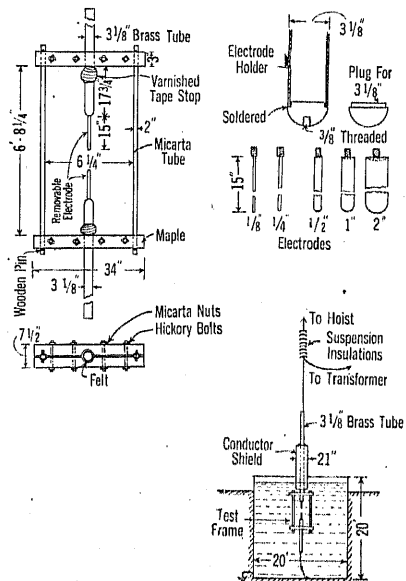 3 1/8" Brass Tube
3"
Varnished
Tape Stop
17 3/4"
15"
6'-8 1/4"
2"
Micarta
Tube
6 1/4"
Removable
Electrode
Maple
Wooden Pin
34"
3 1/8"
Micarta Nuts
Hickory Bolts
7 1/2"
Felt
3 1/8"
Electrode
Holder
Plug For
3 1/8"
Soldered
3/8" Threaded
15"
1/8"
1/4"
1/2"
1"
2"
Electrodes
To Hoist
Suspension
Insulations
To Transformer
3 1/8" Brass Tube
Conductor
Shield
21"
Test
Frame
20
20'